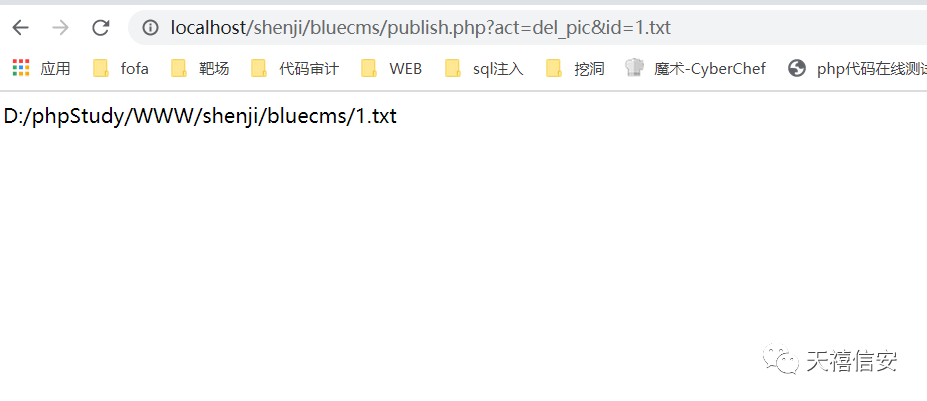 localhost/shenji/bluecms/publish.php?act=del_pic&id=1.txt
应用 fofa 靶场 代码审计 WEB sql注入 挖洞 魔术-CyberChef php代码在线测试
D:/phpStudy/WWW/shenji/bluecms/1.txt
天禧信安